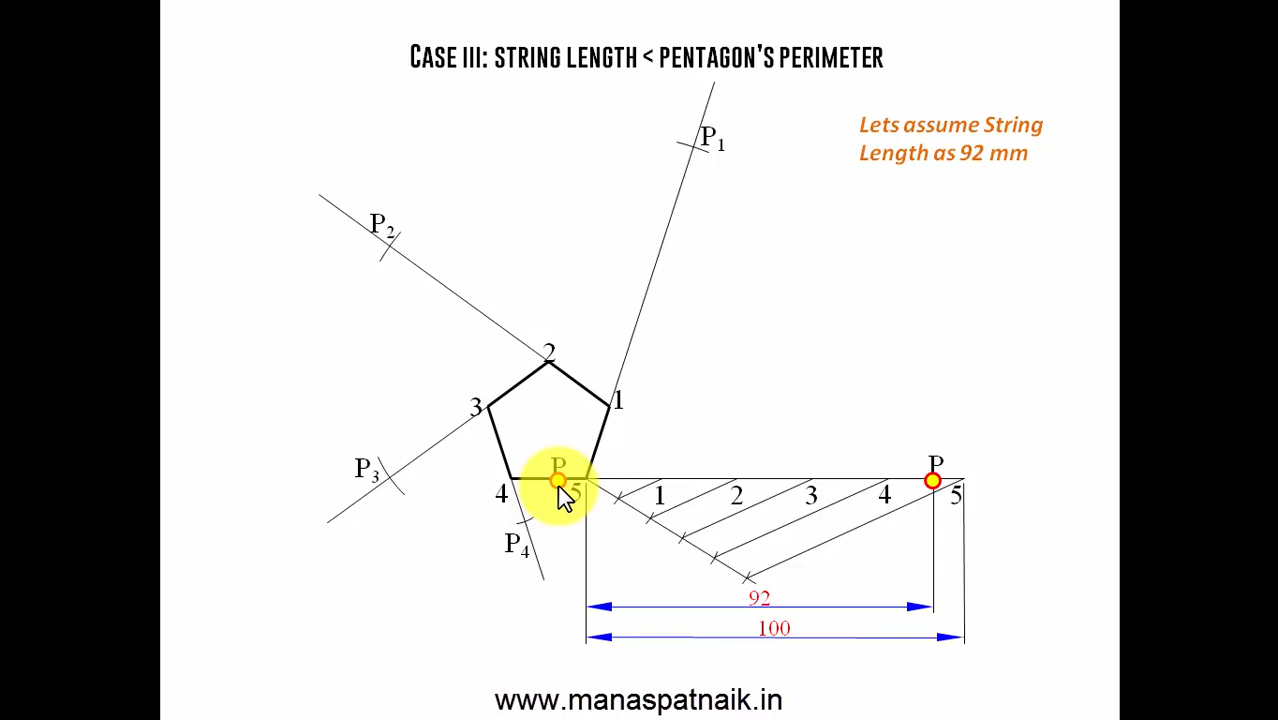 CASE III: STRING LENGTH < PENTAGON'S PERIMETER
Lets assume String
Length as 92 mm
P1
P2
2
3
1
P3
P
P
4
5
1
2
3
4
5
P4
92
100
www.manaspatnaik.in